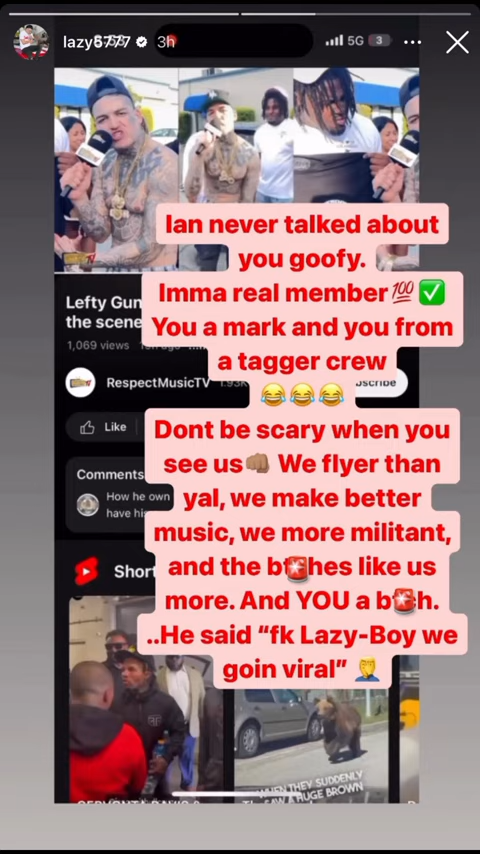 lazy6777 3h
5G 3
Ian never talked about
you goofy.
Imma real member💯✅
You a mark and you from
a tagger crew
😂😂😂
Dont be scary when you
see us👊🏽 We flyer than
yal, we make better
music, we more militant,
and the b🚨hes like us
more. And YOU a b🚨h.
..He said “fk Lazy-Boy we
goin viral” 🤦‍♂️
Lefty Gun
the scene
1,069 views
RespectMusicTV 1.93K
Like
Comments
How he own
have his
Short
WHEN THEY SUDDENLY
HUGE BROWN